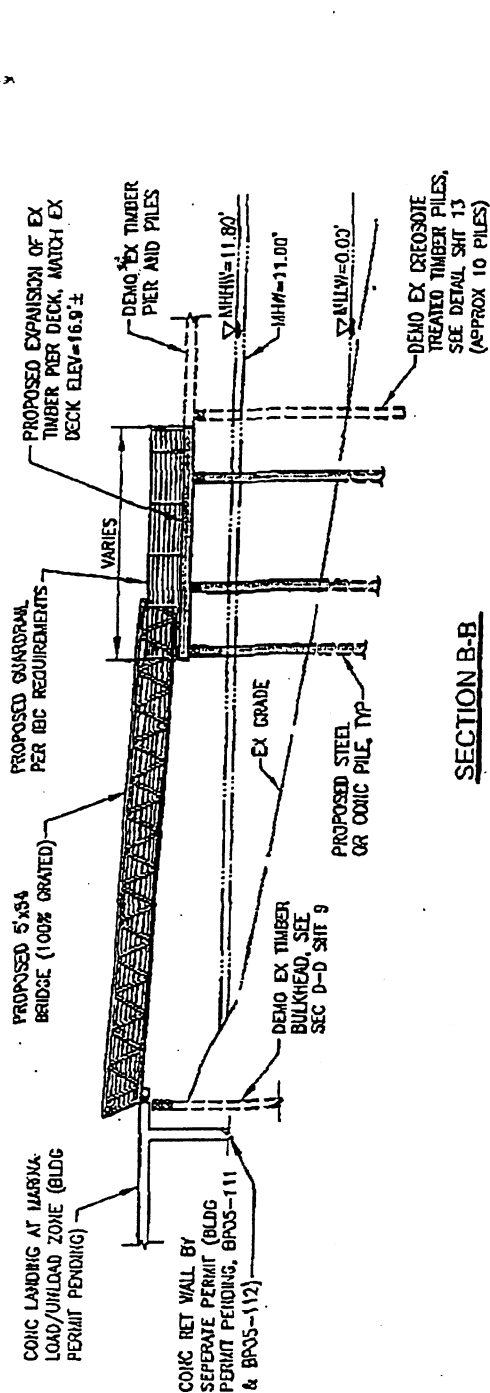 CONC LANDING AT MARINA
LOAD/UNLOAD ZONE (BLDG
PERMIT PENDING)
CONC RET WALL BY
SEPERATE PERMIT (BLDG
PERMIT PENDING, BP05-111
& BP05-112)
PROPOSED 5'x54
BRIDGE (100% GRATED)
PROPOSED GUARDRAIL
PER IBC REQUIREMENTS
VARIES
PROPOSED EXPANSION OF EX
TIMBER PIER DECK, MATCH EX
DECK ELEV=16.9'±
DEMO EX TIMBER
PIER AND PILES
MHHW=11.80'
MHW=11.00'
MLLW=0.00'
DEMO EX CREOSOTE
TREATED TIMBER PILES,
SEE DETAIL SHT 13
(APPROX 10 PILES)
EX GRADE
PROPOSED STEEL
OR CONC PILE, TYP
DEMO EX TIMBER
BULKHEAD, SEE
SEC D-D SHT 9
SECTION B-B